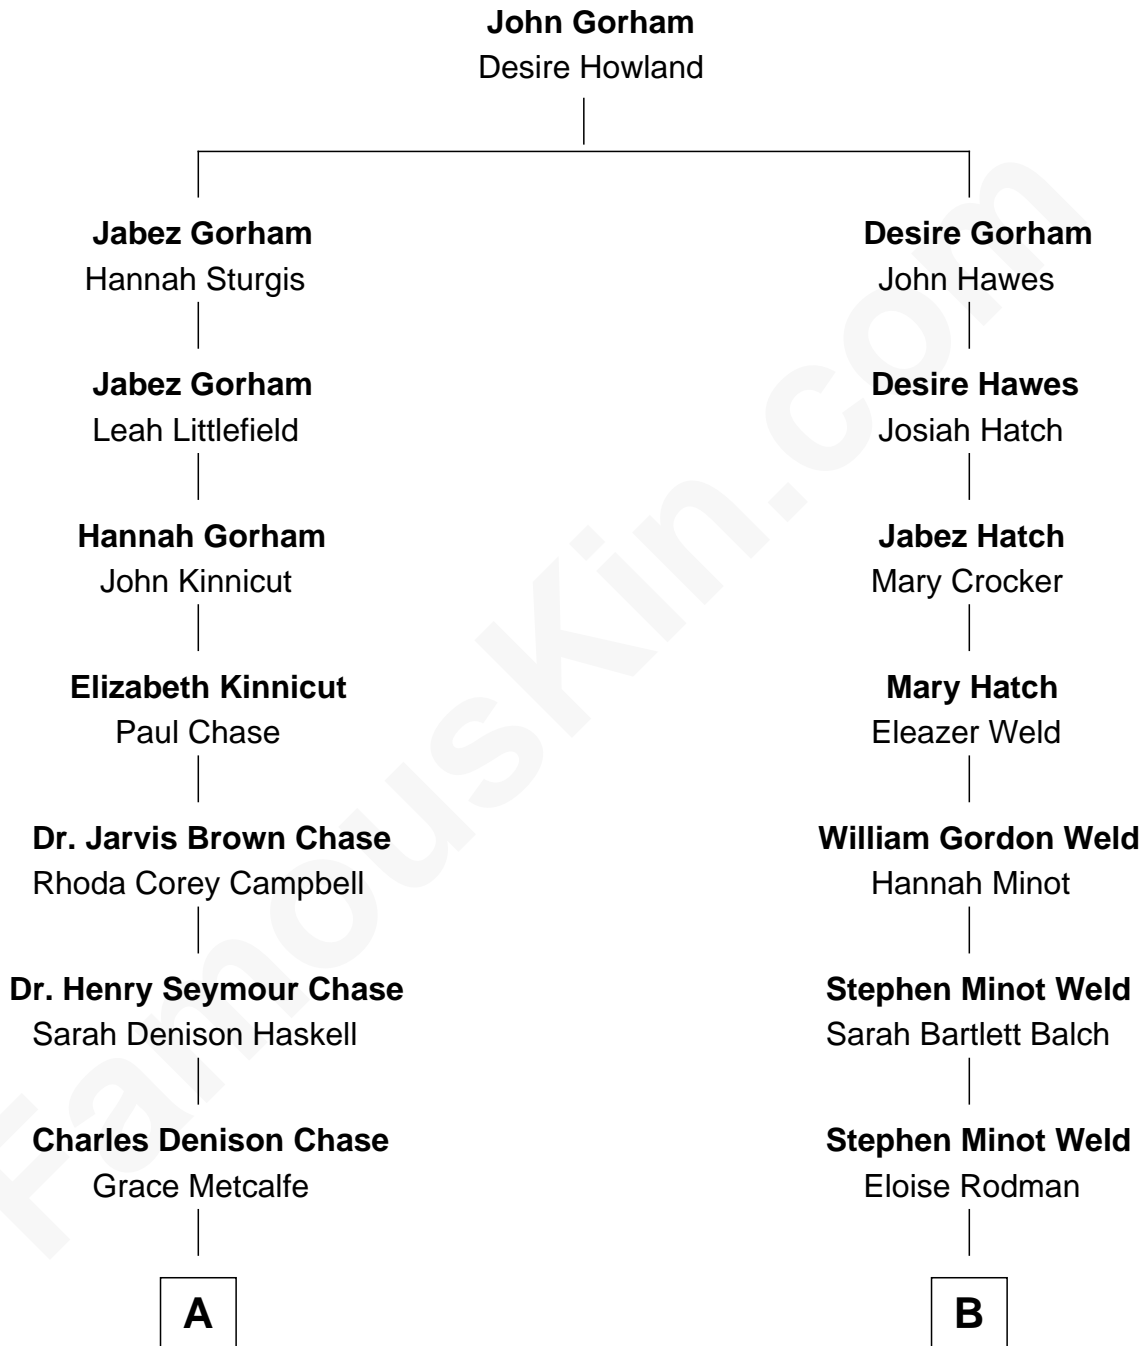 John Gorham
Desire Howland
Jabez Gorham
Hannah Sturgis
Jabez Gorham
Leah Littlefield
Hannah Gorham
John Kinnicut
Elizabeth Kinnicut
Paul Chase
Dr. Jarvis Brown Chase
Rhoda Corey Campbell
Dr. Henry Seymour Chase
Sarah Denison Haskell
Charles Denison Chase
Grace Metcalfe
A
Desire Gorham
John Hawes
Desire Hawes
Josiah Hatch
Jabez Hatch
Mary Crocker
Mary Hatch
Eleazer Weld
William Gordon Weld
Hannah Minot
Stephen Minot Weld
Sarah Bartlett Balch
Stephen Minot Weld
Eloise Rodman
B
FamousKin.com